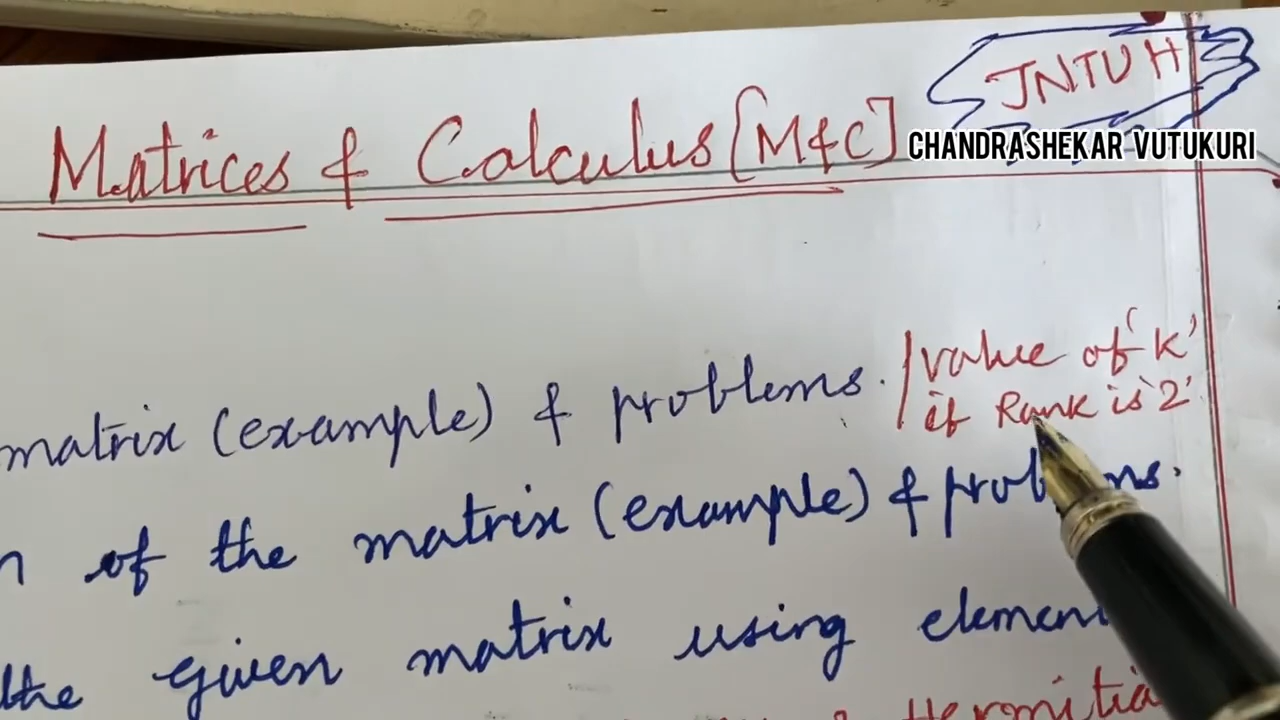 JNTUH
CHANDRASHEKAR VUTUKURI
Matrices & Calculus [M&C]
matrix (example) & problems. / value of 'K'
if Rank is '2'
of the matrix (example) & problems.
the given matrix using elemen
Hermitia